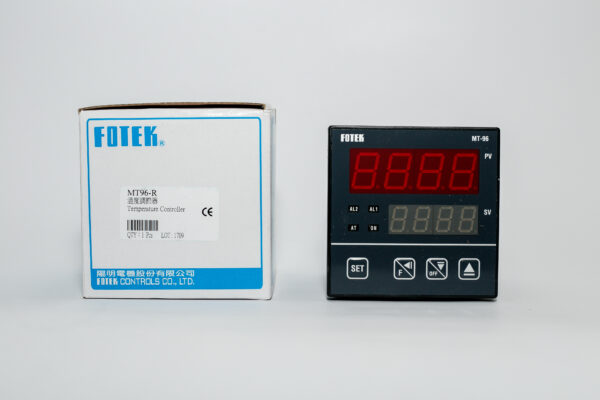 FOTEK®
MT96-R
溫度調節器
Temperature Controller
CE
QTY : 1 Pcs LOT : 1709
陽明電機股份有限公司
FOTEK CONTROLS CO., LTD.
FOTEK MT-96
8888 PV
AL2 AL1
AT ON
8888 SV
SET F OFF